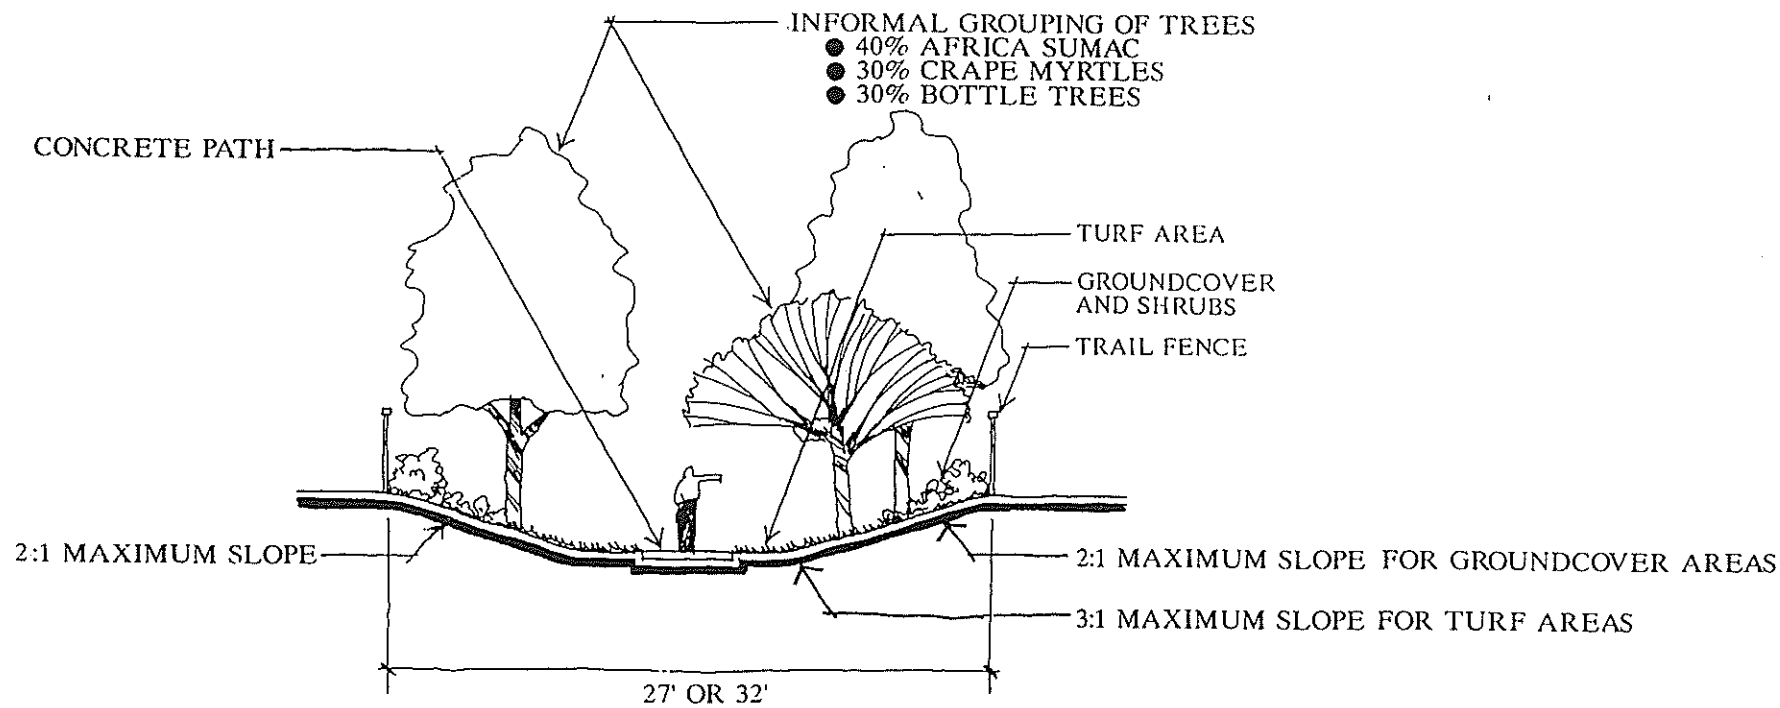 INFORMAL GROUPING OF TREES
● 40% AFRICA SUMAC
● 30% CRAPE MYRTLES
● 30% BOTTLE TREES
CONCRETE PATH
TURF AREA
GROUNDCOVER
AND SHRUBS
TRAIL FENCE
2:1 MAXIMUM SLOPE
2:1 MAXIMUM SLOPE FOR GROUNDCOVER AREAS
3:1 MAXIMUM SLOPE FOR TURF AREAS
27' OR 32'